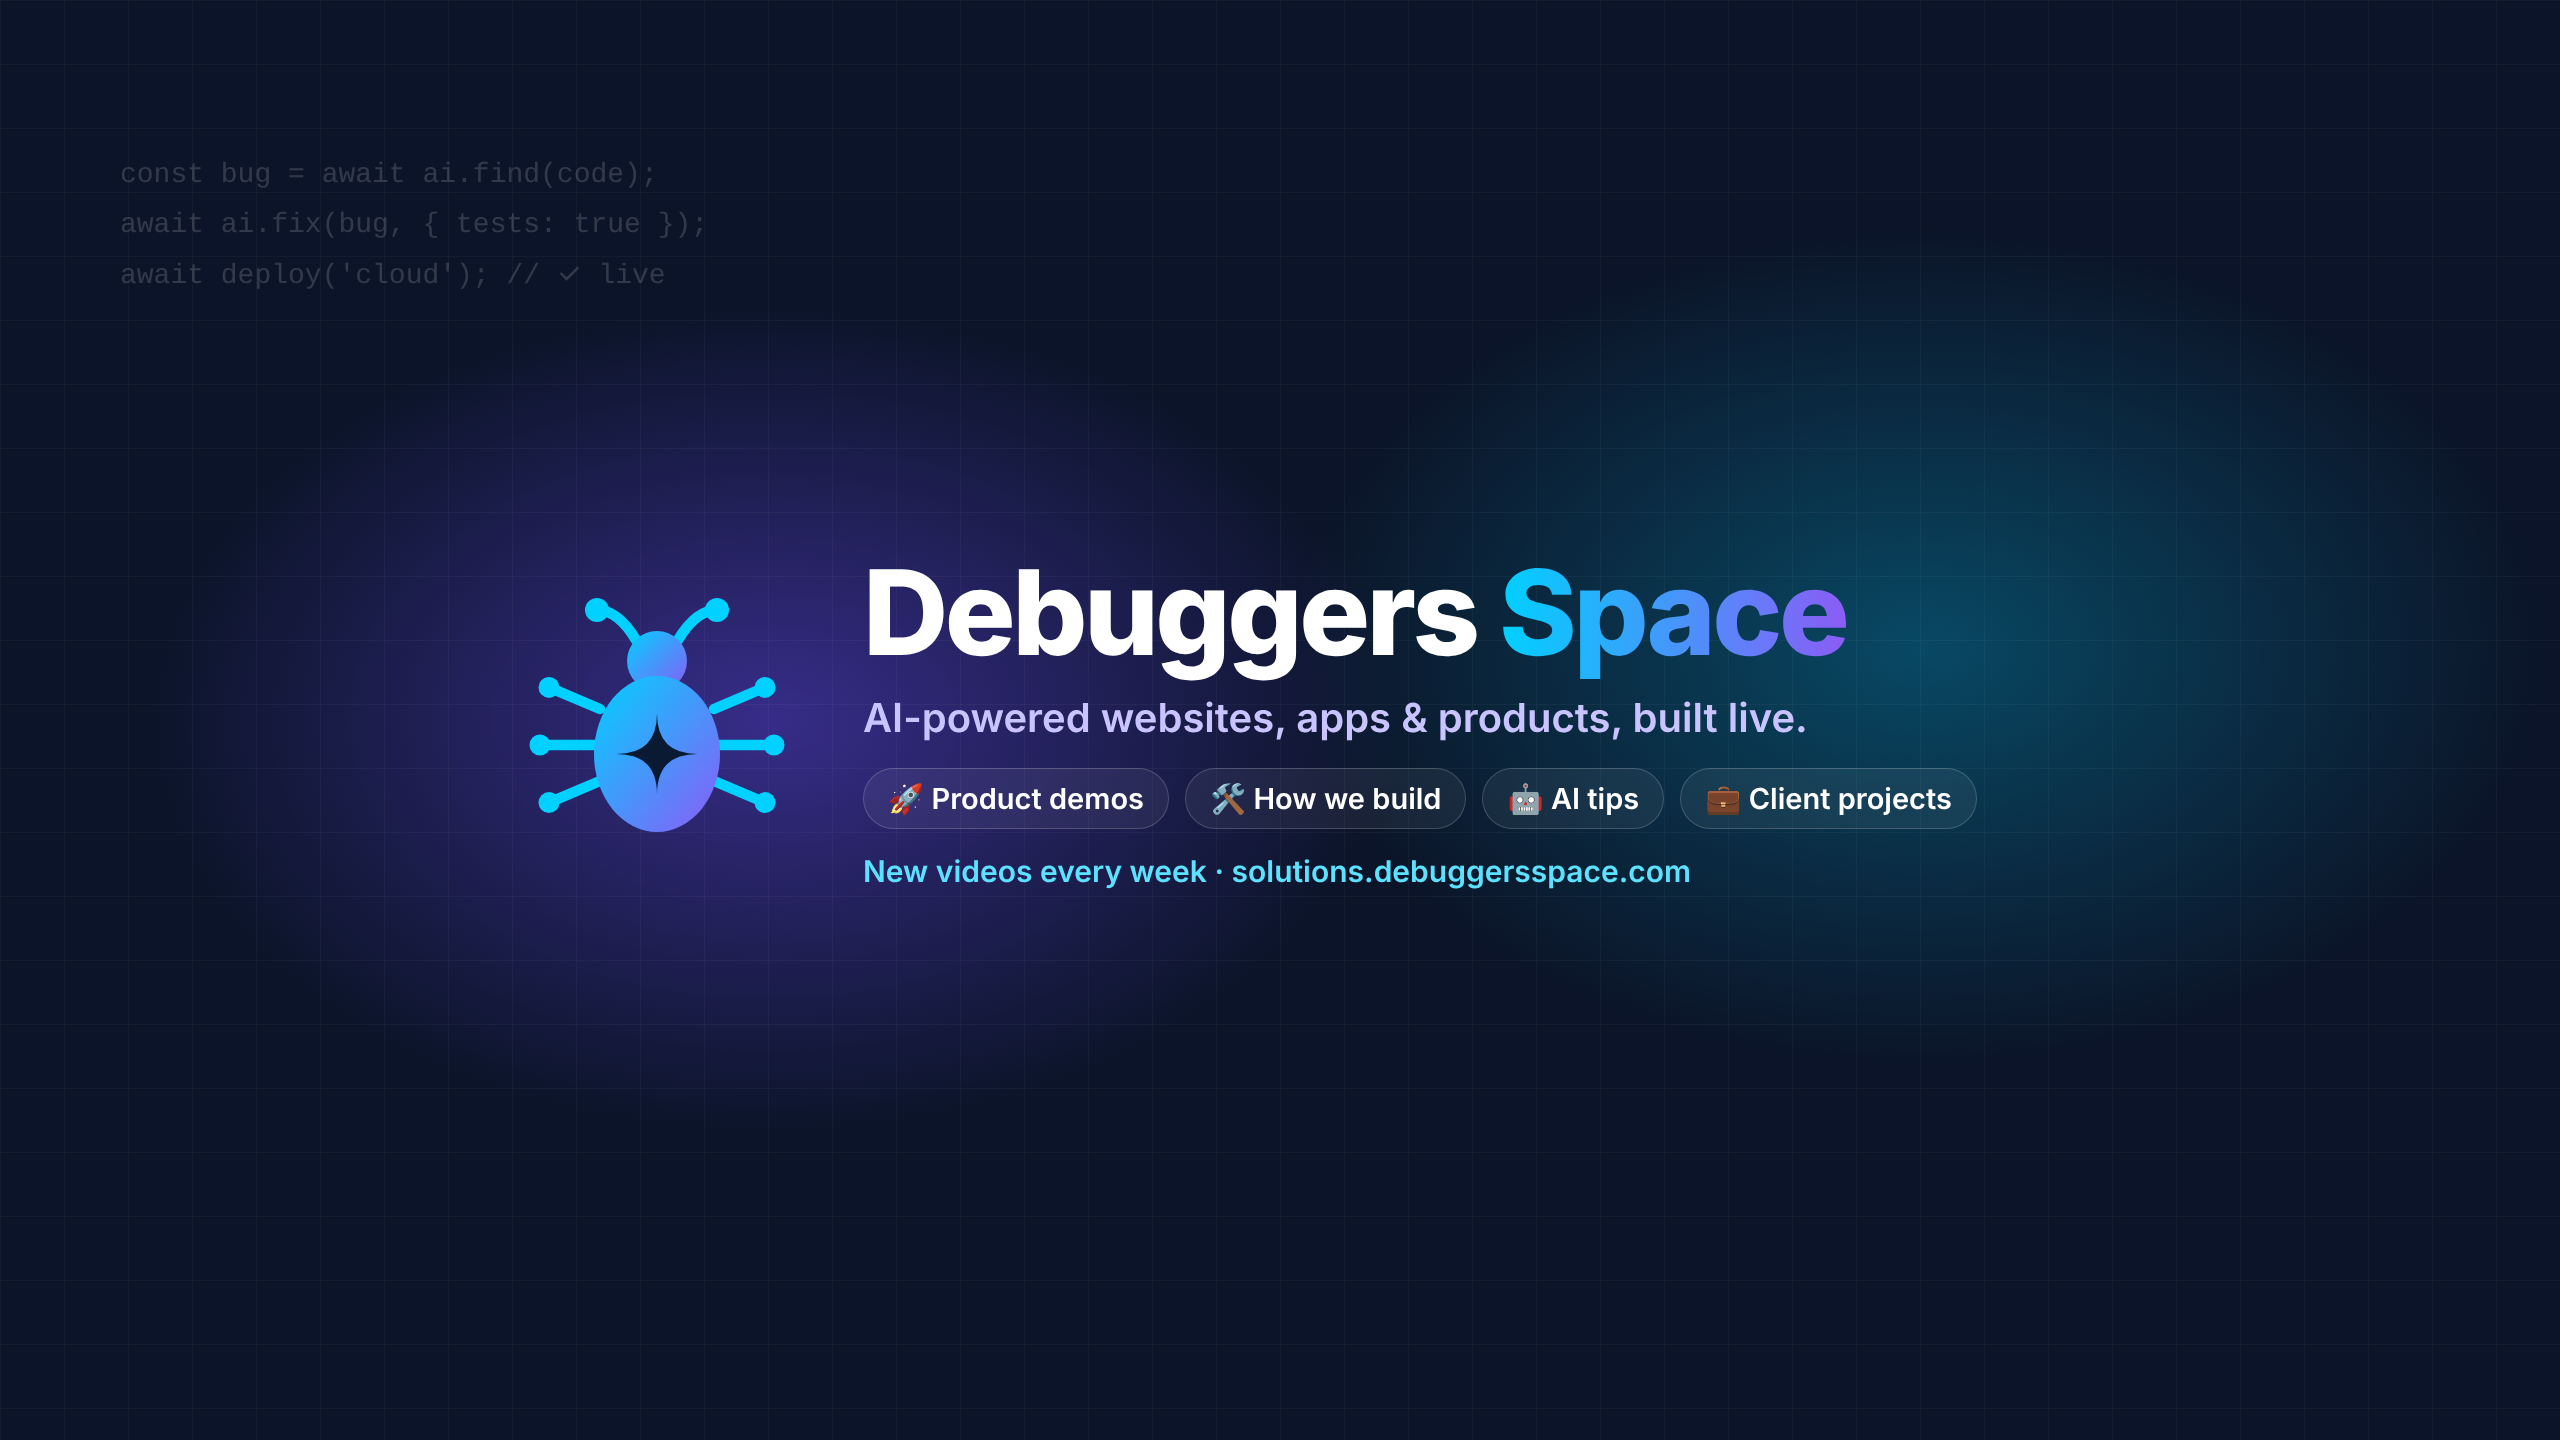 const bug = await ai.find(code);
await ai.fix(bug, { tests: true });
await deploy('cloud'); // ✓ live
Debuggers Space
AI-powered websites, apps & products, built live.
🚀 Product demos 🛠️ How we build 🤖 AI tips 💼 Client projects
New videos every week · solutions.debuggersspace.com